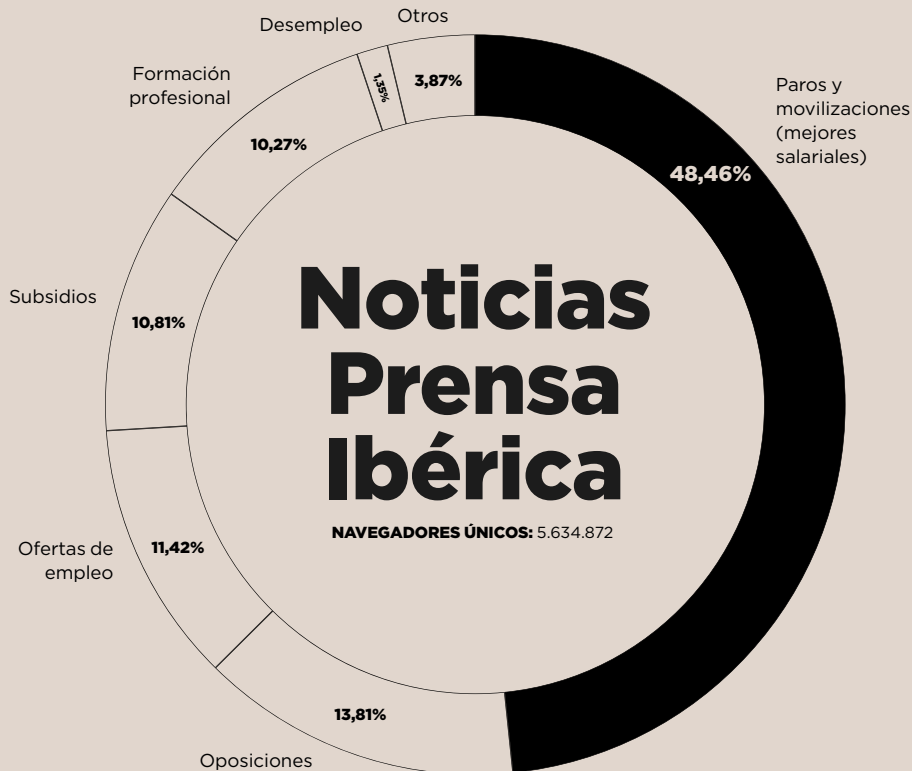 Desempleo
Otros
Formación
profesional
1,35%
3,87%
10,27%
Paros y
movilizaciones
(mejores
salariales)
48,46%
Subsidios
10,81%
Noticias
Prensa
Ibérica
NAVEGADORES ÚNICOS: 5.634.872
Ofertas de
empleo
11,42%
13,81%
Oposiciones